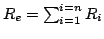 $R_e = \sum_{i=1}^{i=n} R_i$